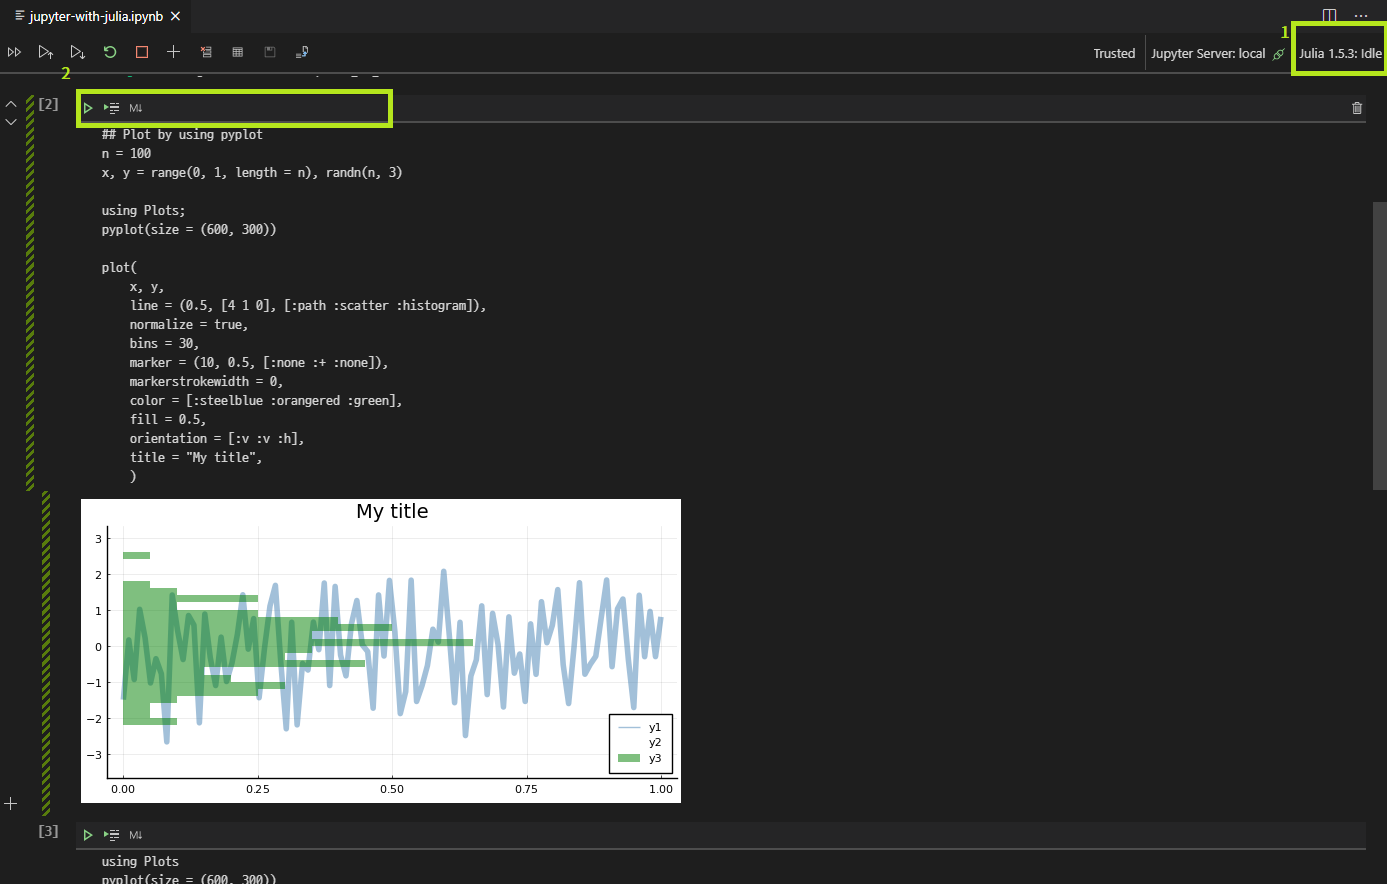 jupyter-with-julia.ipynb
1
Trusted
Jupyter Server: local
Julia 1.5.3: Idle
2
[2]
M↓
## Plot by using pyplot
n = 100
x, y = range(0, 1, length = n), randn(n, 3)
using Plots;
pyplot(size = (600, 300))
plot(
x, y,
line = (0.5, [4 1 0], [:path :scatter :histogram]),
normalize = true,
bins = 30,
marker = (10, 0.5, [:none :+ :none]),
markerstrokewidth = 0,
color = [:steelblue :orangered :green],
fill = 0.5,
orientation = [:v :v :h],
title = "My title",
)
My title
3
2
1
0
−1
−2
−3
y1
y2
y3
0.00 0.25 0.50 0.75 1.00
[3]
M↓
using Plots
pyplot(size = (600, 300))